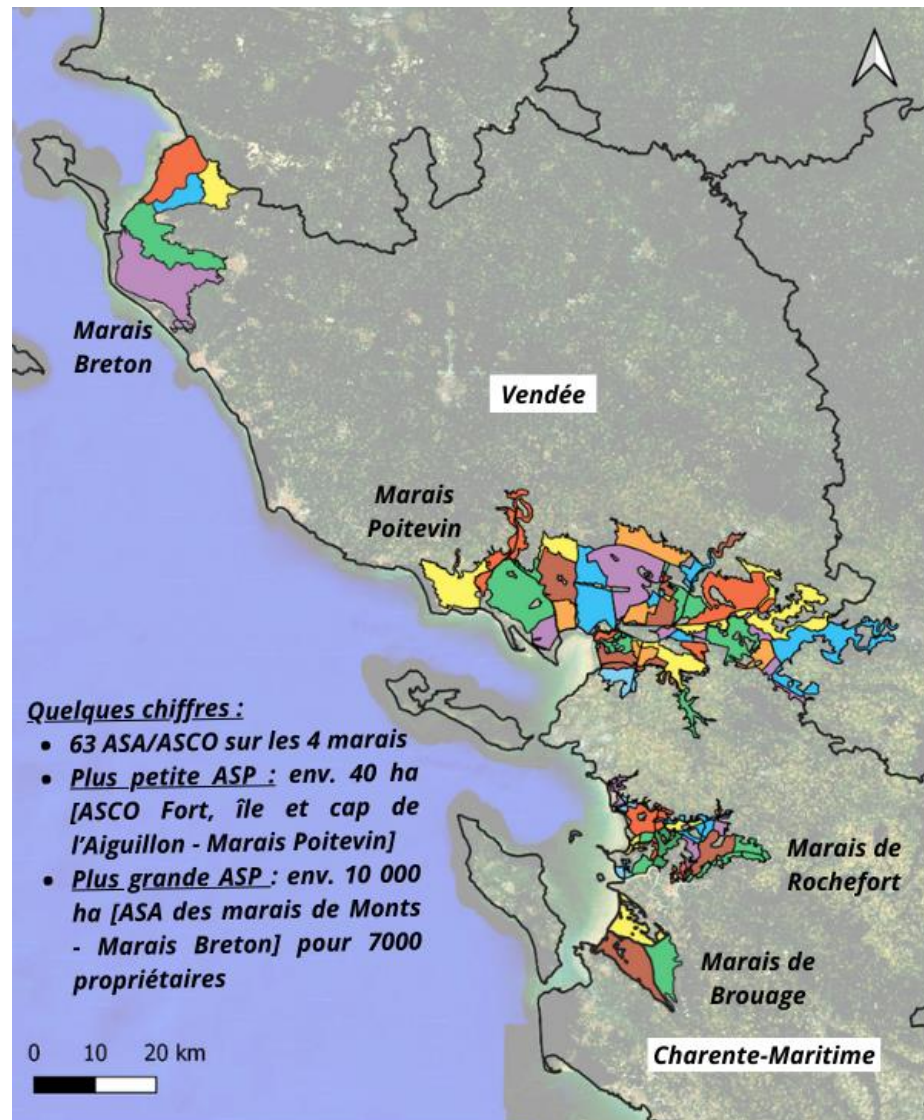 Marais
Breton
Vendée
Marais
Poitevin
Quelques chiffres :
• 63 ASA/ASCO sur les 4 marais
• Plus petite ASP : env. 40 ha
[ASCO Fort, île et cap de
l'Aiguillon - Marais Poitevin]
• Plus grande ASP : env. 10 000
ha [ASA des marais de Monts
- Marais Breton] pour 7000
propriétaires
Marais de
Rochefort
Marais de
Brouage
0 10 20 km
Charente-Maritime